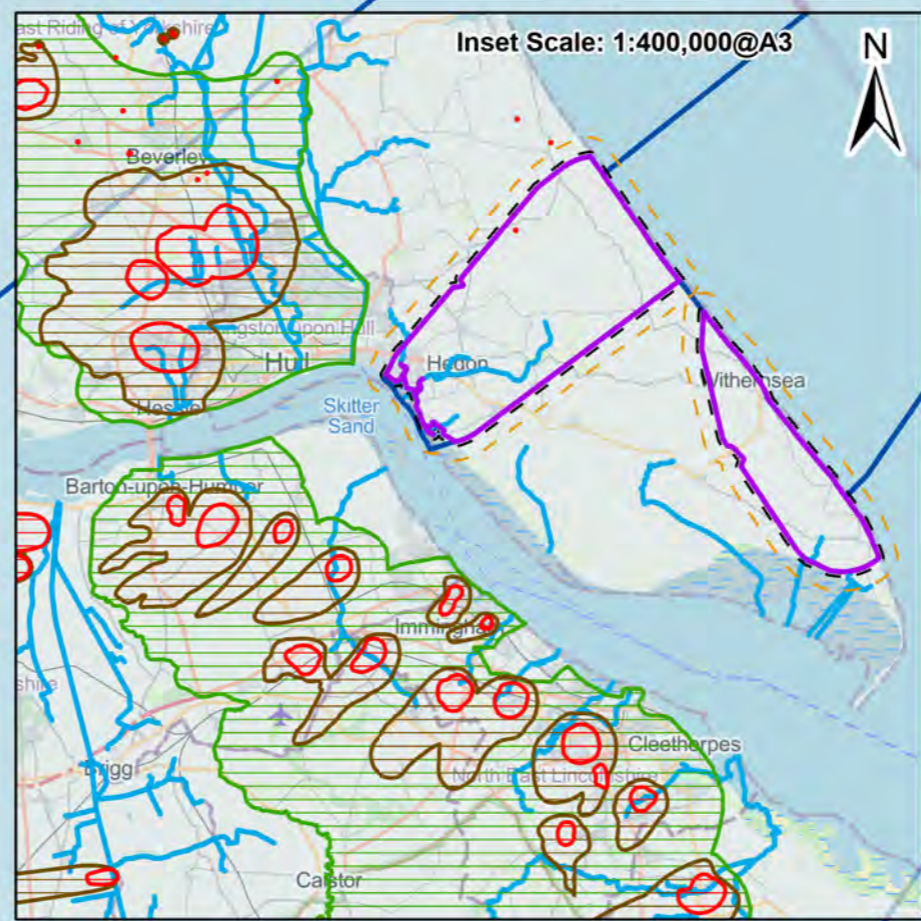 Inset Scale: 1:400,000@A3
N
Beverley
Hedon
Hull
Withernsea
Skitter
Sand
Barton-upon-Humber
Immingham
Brigg
Cleethorpes
North East Lincolnshire
Caistor